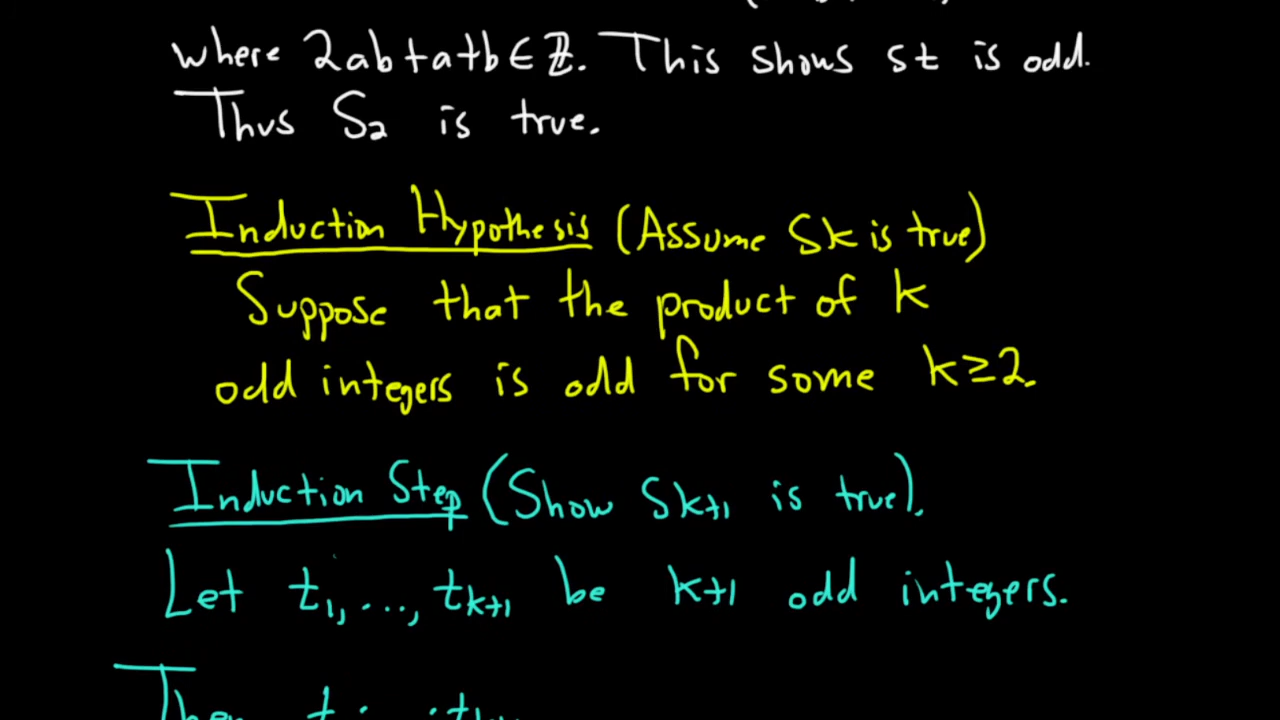 where 2ab+a+b∈ℤ. This shows st is odd.
Thus S₂ is true.
Induction Hypothesis (Assume Sk is true)
Suppose that the product of k
odd integers is odd for some k≥2.
Induction Step (Show Sk+1 is true).
Let t₁,..., tk+1 be k+1 odd integers.
Then